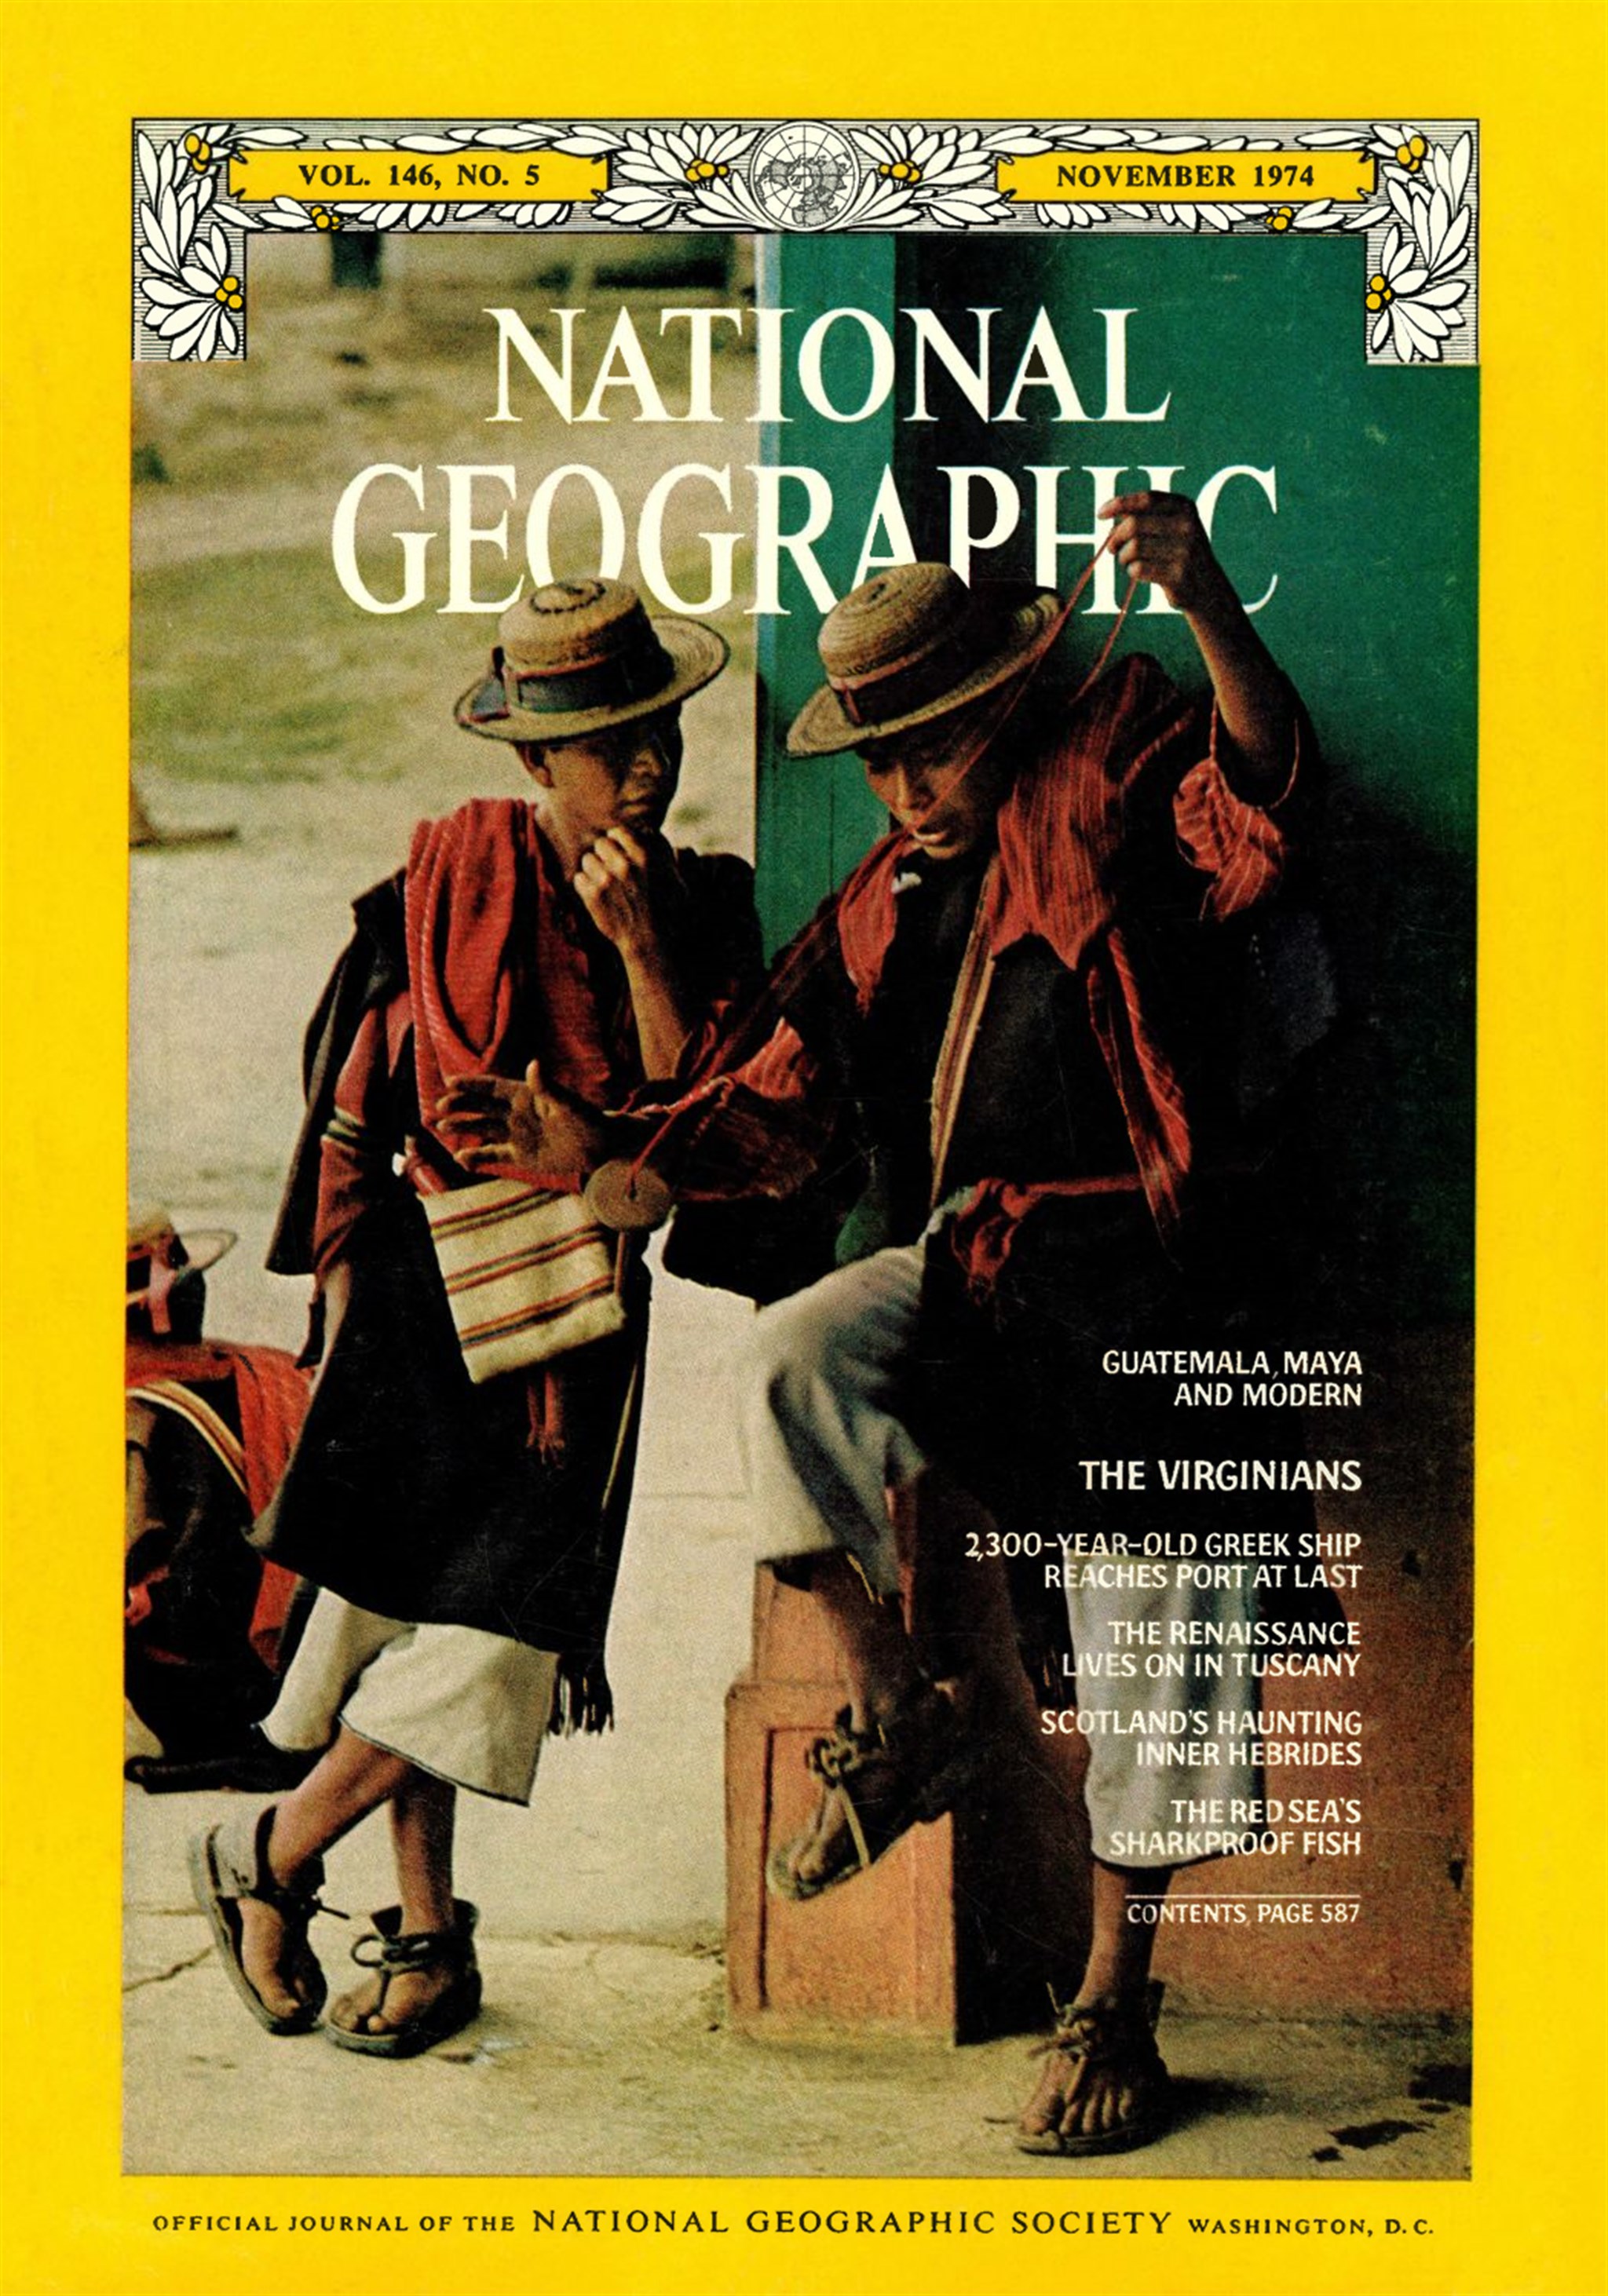 VOL. 146, NO. 5
NOVEMBER 1974
NATIONAL
GEOGRAPHIC
GUATEMALA, MAYA
AND MODERN
THE VIRGINIANS
2,300-YEAR-OLD GREEK SHIP
REACHES PORT AT LAST
THE RENAISSANCE
LIVES ON IN TUSCANY
SCOTLAND'S HAUNTING
INNER HEBRIDES
THE RED SEA'S
SHARKPROOF FISH
CONTENTS, PAGE 587
OFFICIAL JOURNAL OF THE NATIONAL GEOGRAPHIC SOCIETY WASHINGTON, D.C.